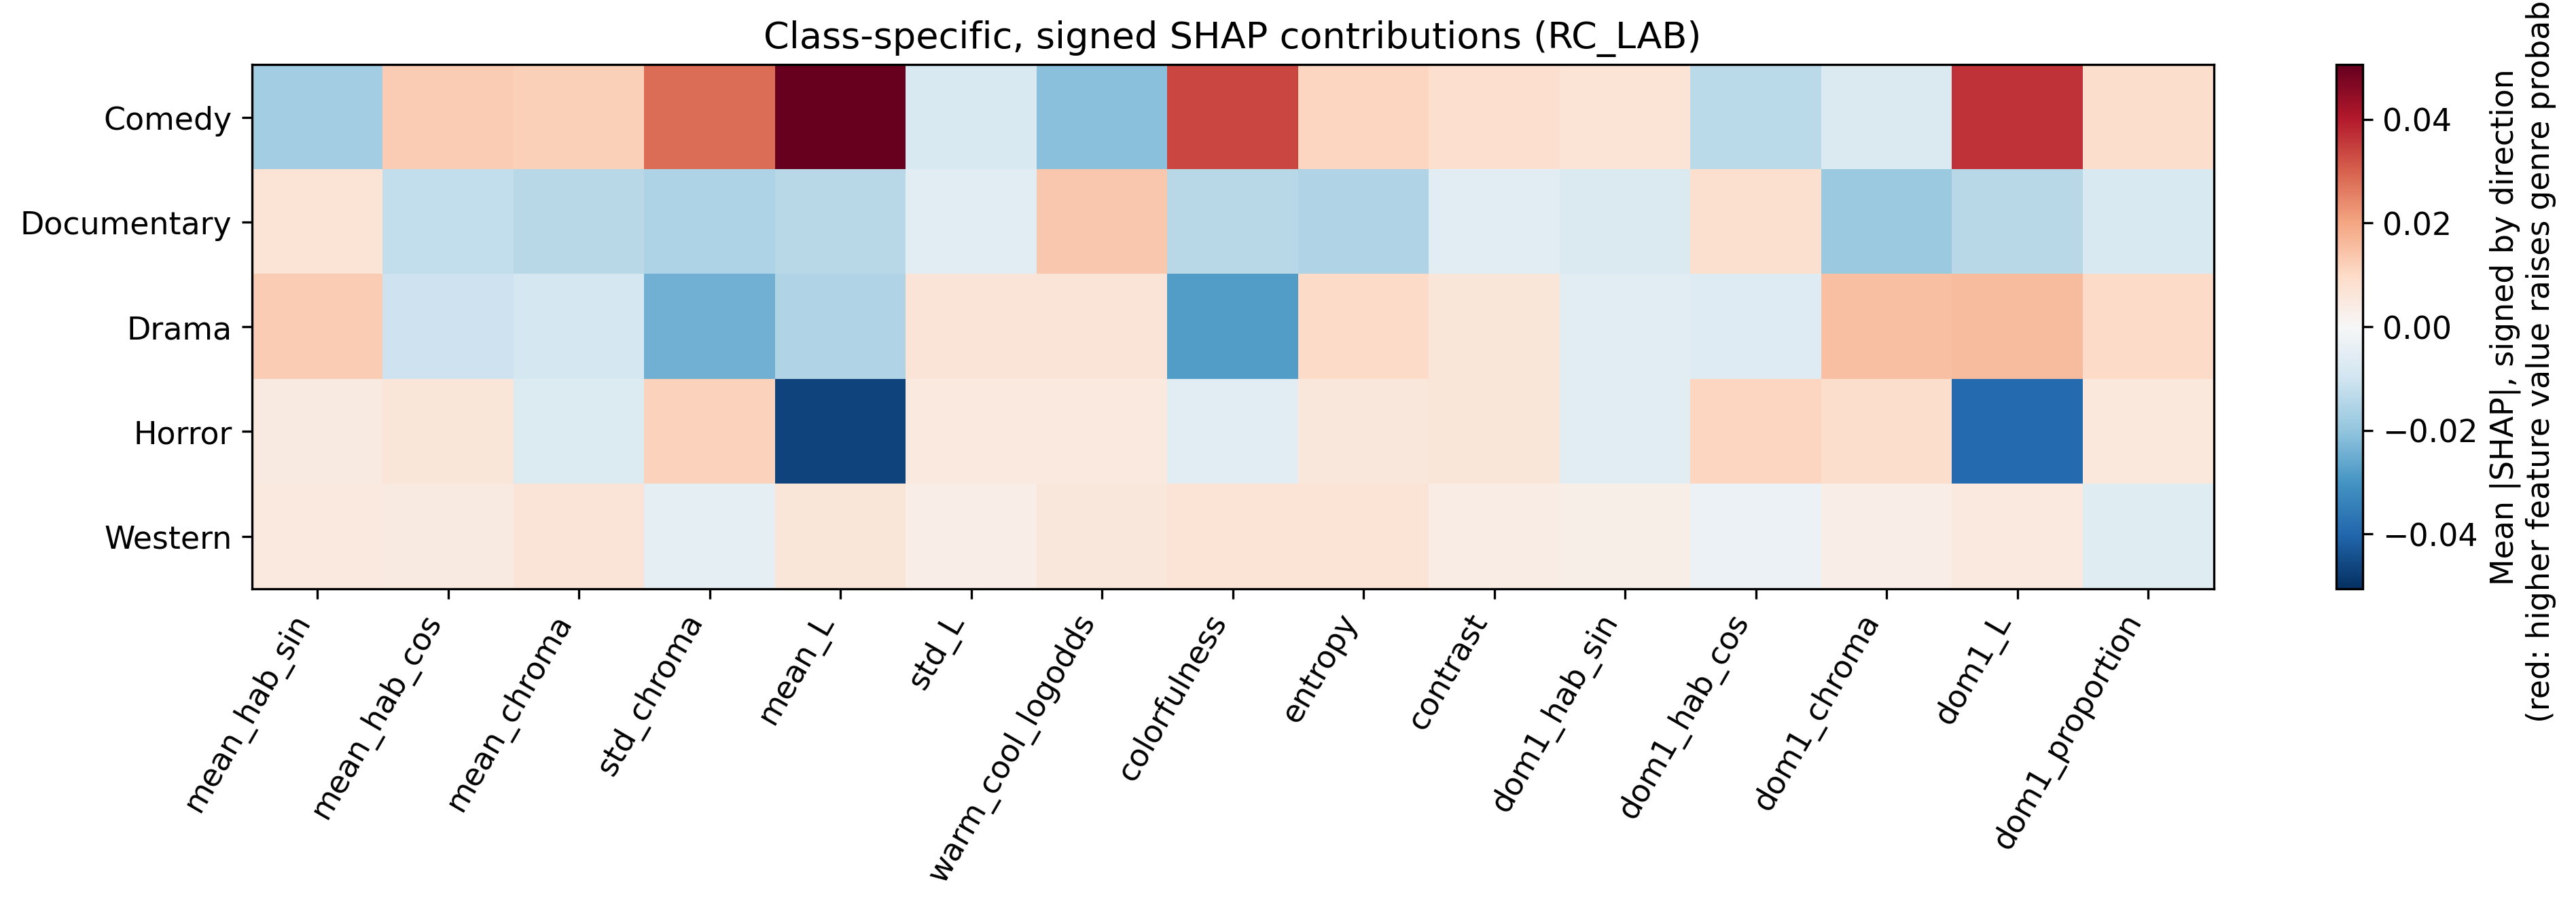 Class-specific, signed SHAP contributions (RC_LAB)
Comedy
Documentary
Drama
Horror
Western
mean_hab_sin
mean_hab_cos
mean_chroma
std_chroma
mean_L
std_L
warm_cool_logodds
colorfulness
entropy
contrast
dom1_hab_sin
dom1_hab_cos
dom1_chroma
dom1_L
dom1_proportion
0.04
0.02
0.00
−0.02
−0.04
Mean |SHAP|, signed by direction
(red: higher feature value raises genre probab